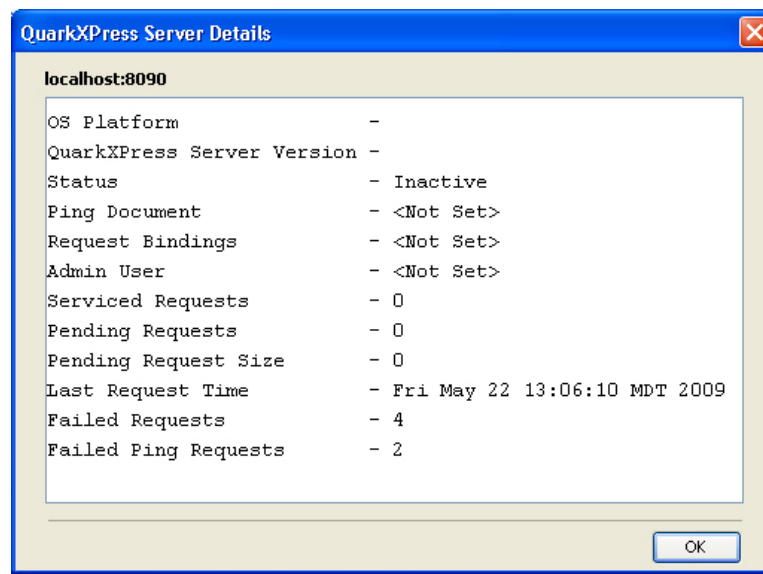 QuarkXPress Server Details
localhost:8090
OS Platform -
QuarkXPress Server Version -
Status - Inactive
Ping Document - <Not Set>
Request Bindings - <Not Set>
Admin User - <Not Set>
Serviced Requests - 0
Pending Requests - 0
Pending Request Size - 0
Last Request Time - Fri May 22 13:06:10 MDT 2009
Failed Requests - 4
Failed Ping Requests - 2
OK